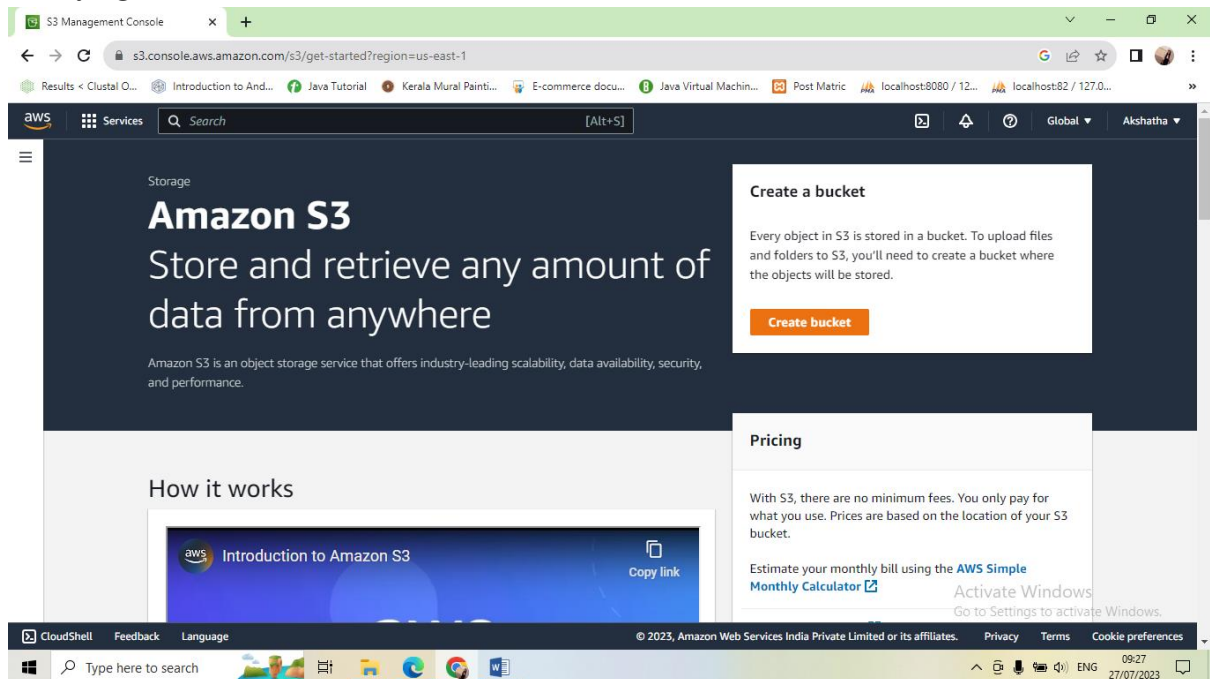 S3 Management Console
s3.console.aws.amazon.com/s3/get-started?region=us-east-1
Results < Clustal O... Introduction to And... Java Tutorial Kerala Mural Painti... E-commerce docu... Java Virtual Machin... Post Matric localhost:8080 / 12... localhost:82 / 127.0... »
aws Services Search [Alt+S] Global Akshatha
Storage
Amazon S3
Store and retrieve any amount of
data from anywhere
Amazon S3 is an object storage service that offers industry-leading scalability, data availability, security,
and performance.
Create a bucket
Every object in S3 is stored in a bucket. To upload files
and folders to S3, you'll need to create a bucket where
the objects will be stored.
Create bucket
How it works
aws Introduction to Amazon S3
Copy link
Pricing
With S3, there are no minimum fees. You only pay for
what you use. Prices are based on the location of your S3
bucket.
Estimate your monthly bill using the AWS Simple
Monthly Calculator
Activate Windows
Go to Settings to activate Windows.
CloudShell Feedback Language © 2023, Amazon Web Services India Private Limited or its affiliates. Privacy Terms Cookie preferences
Type here to search ENG 09:27
27/07/2023